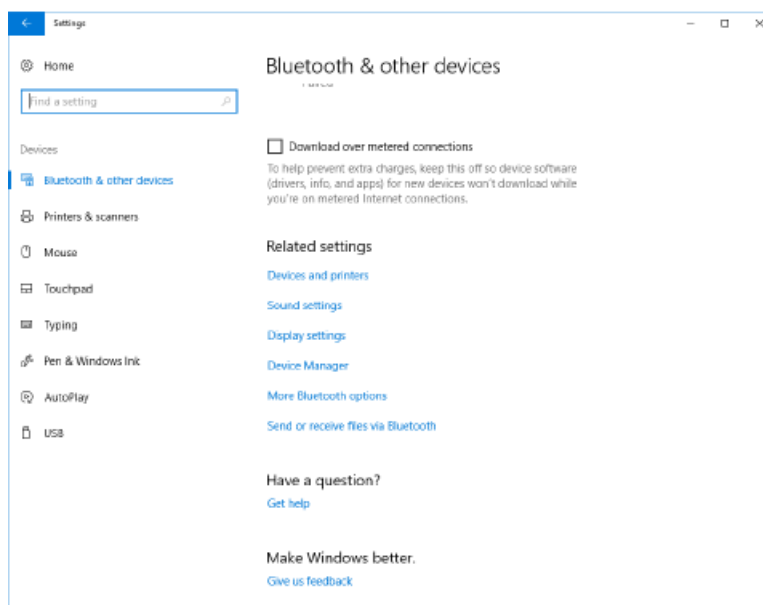 Settings
Home
Bluetooth & other devices
Find a setting
Download over metered connections
To help prevent extra charges, keep this off so device software
(drivers, info, and apps) for new devices won't download while
you're on metered Internet connections.
Devices
Bluetooth & other devices
Printers & scanners
Mouse
Touchpad
Typing
Pen & Windows Ink
AutoPlay
USB
Related settings
Devices and printers
Sound settings
Display settings
Device Manager
More Bluetooth options
Send or receive files via Bluetooth
Have a question?
Get help
Make Windows better.
Give us feedback